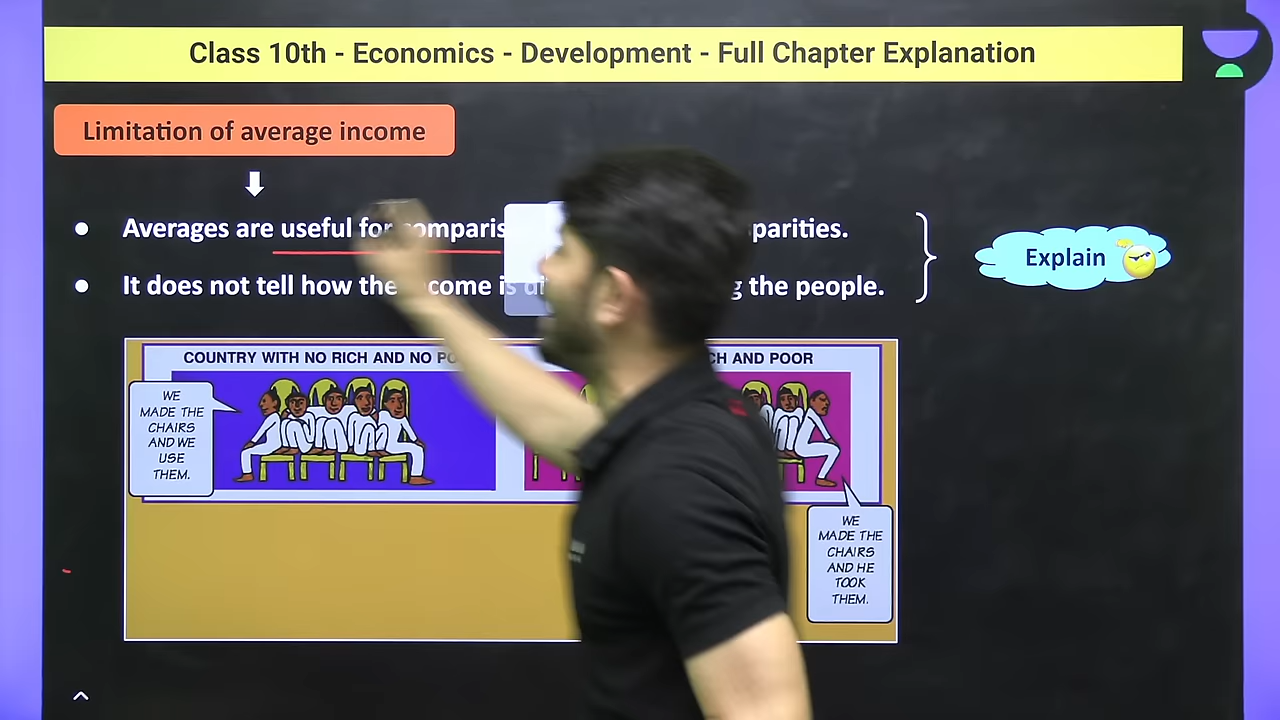 Class 10th - Economics - Development - Full Chapter Explanation
Limitation of average income
Averages are useful for comparis parities.
It does not tell how the come is di g the people.
Explain
COUNTRY WITH NO RICH AND NO PO CH AND POOR
WE
MADE THE
CHAIRS
AND WE
USE
THEM.
WE
MADE THE
CHAIRS
AND HE
TOOK
THEM.